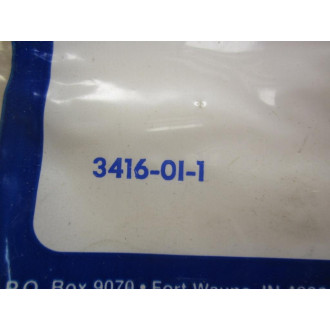 3416-01-1
P.O. Box 9070 • Fort Wayne, IN